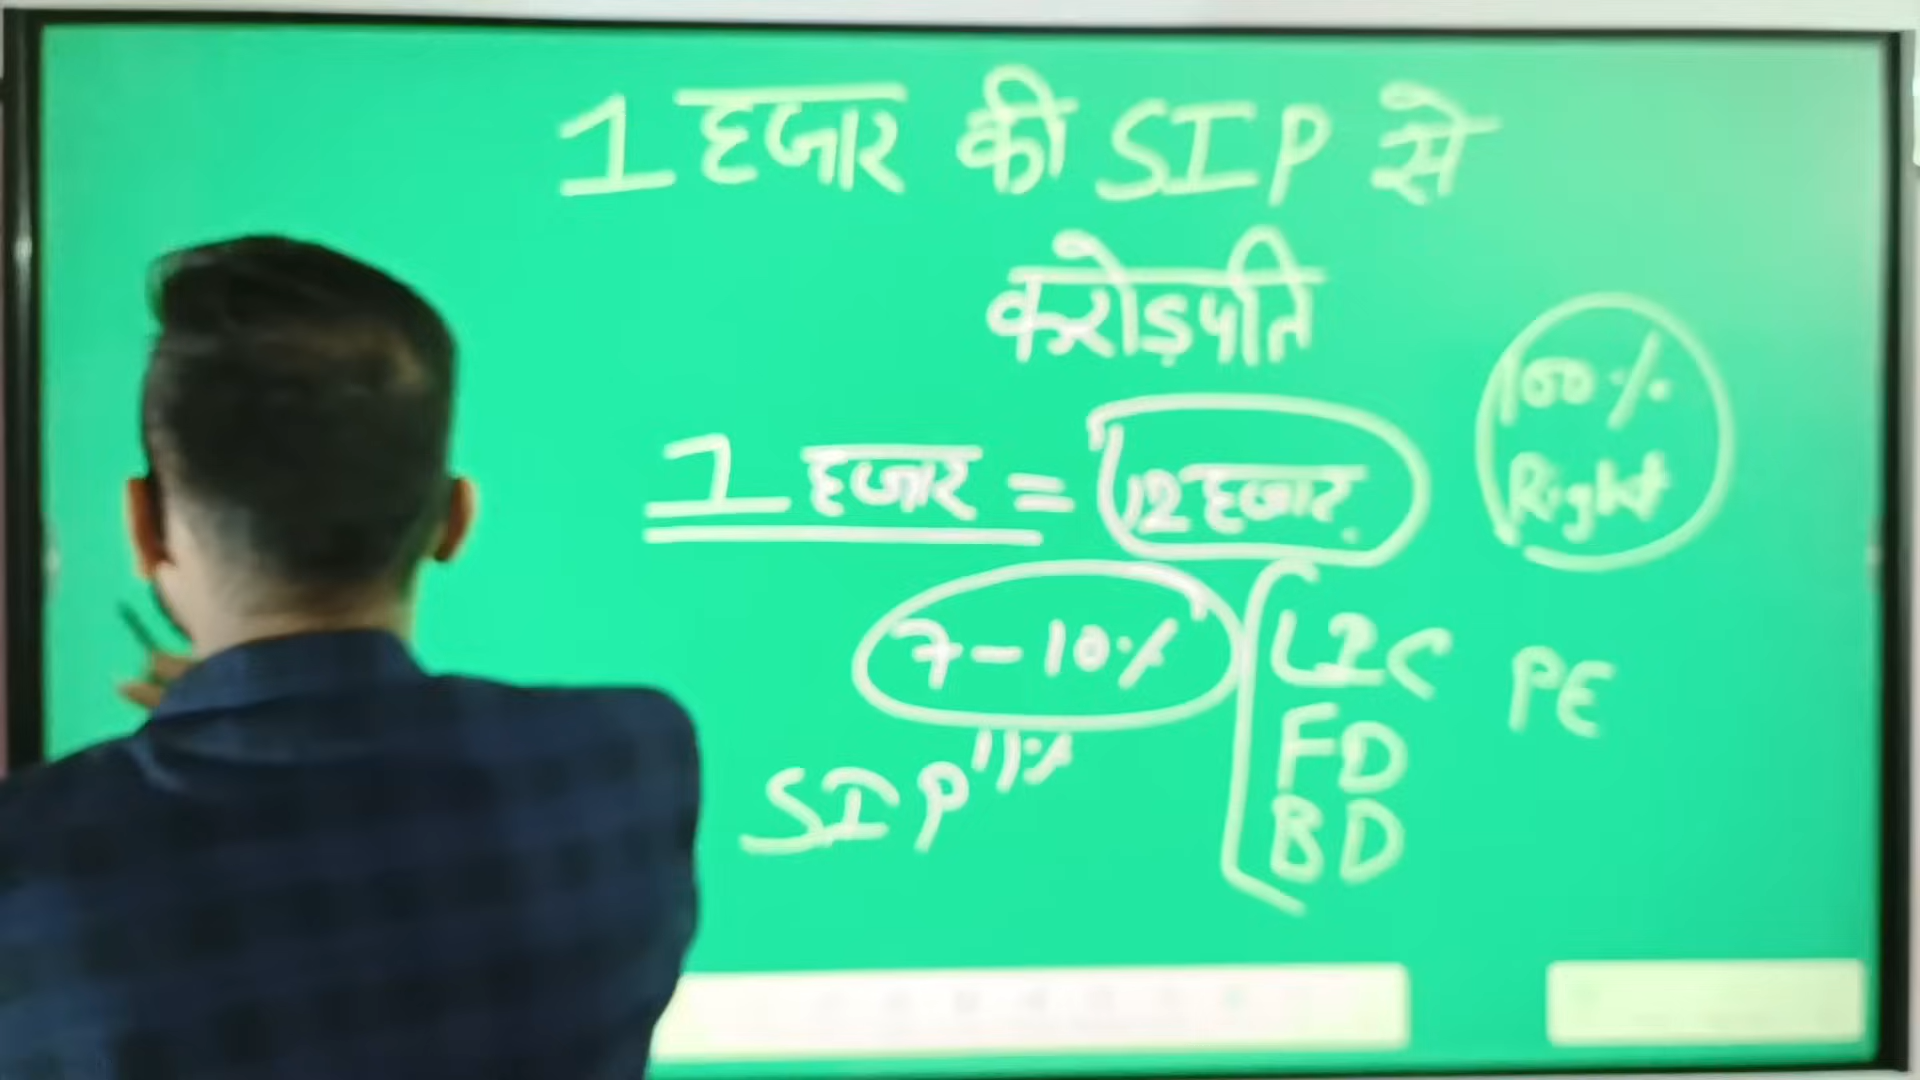 1 हजार की SIP से
करोड़पति
1 हजार = 12 हजार
100%
Right
7-10%
L2C PE
FD
SIP 11%
BD